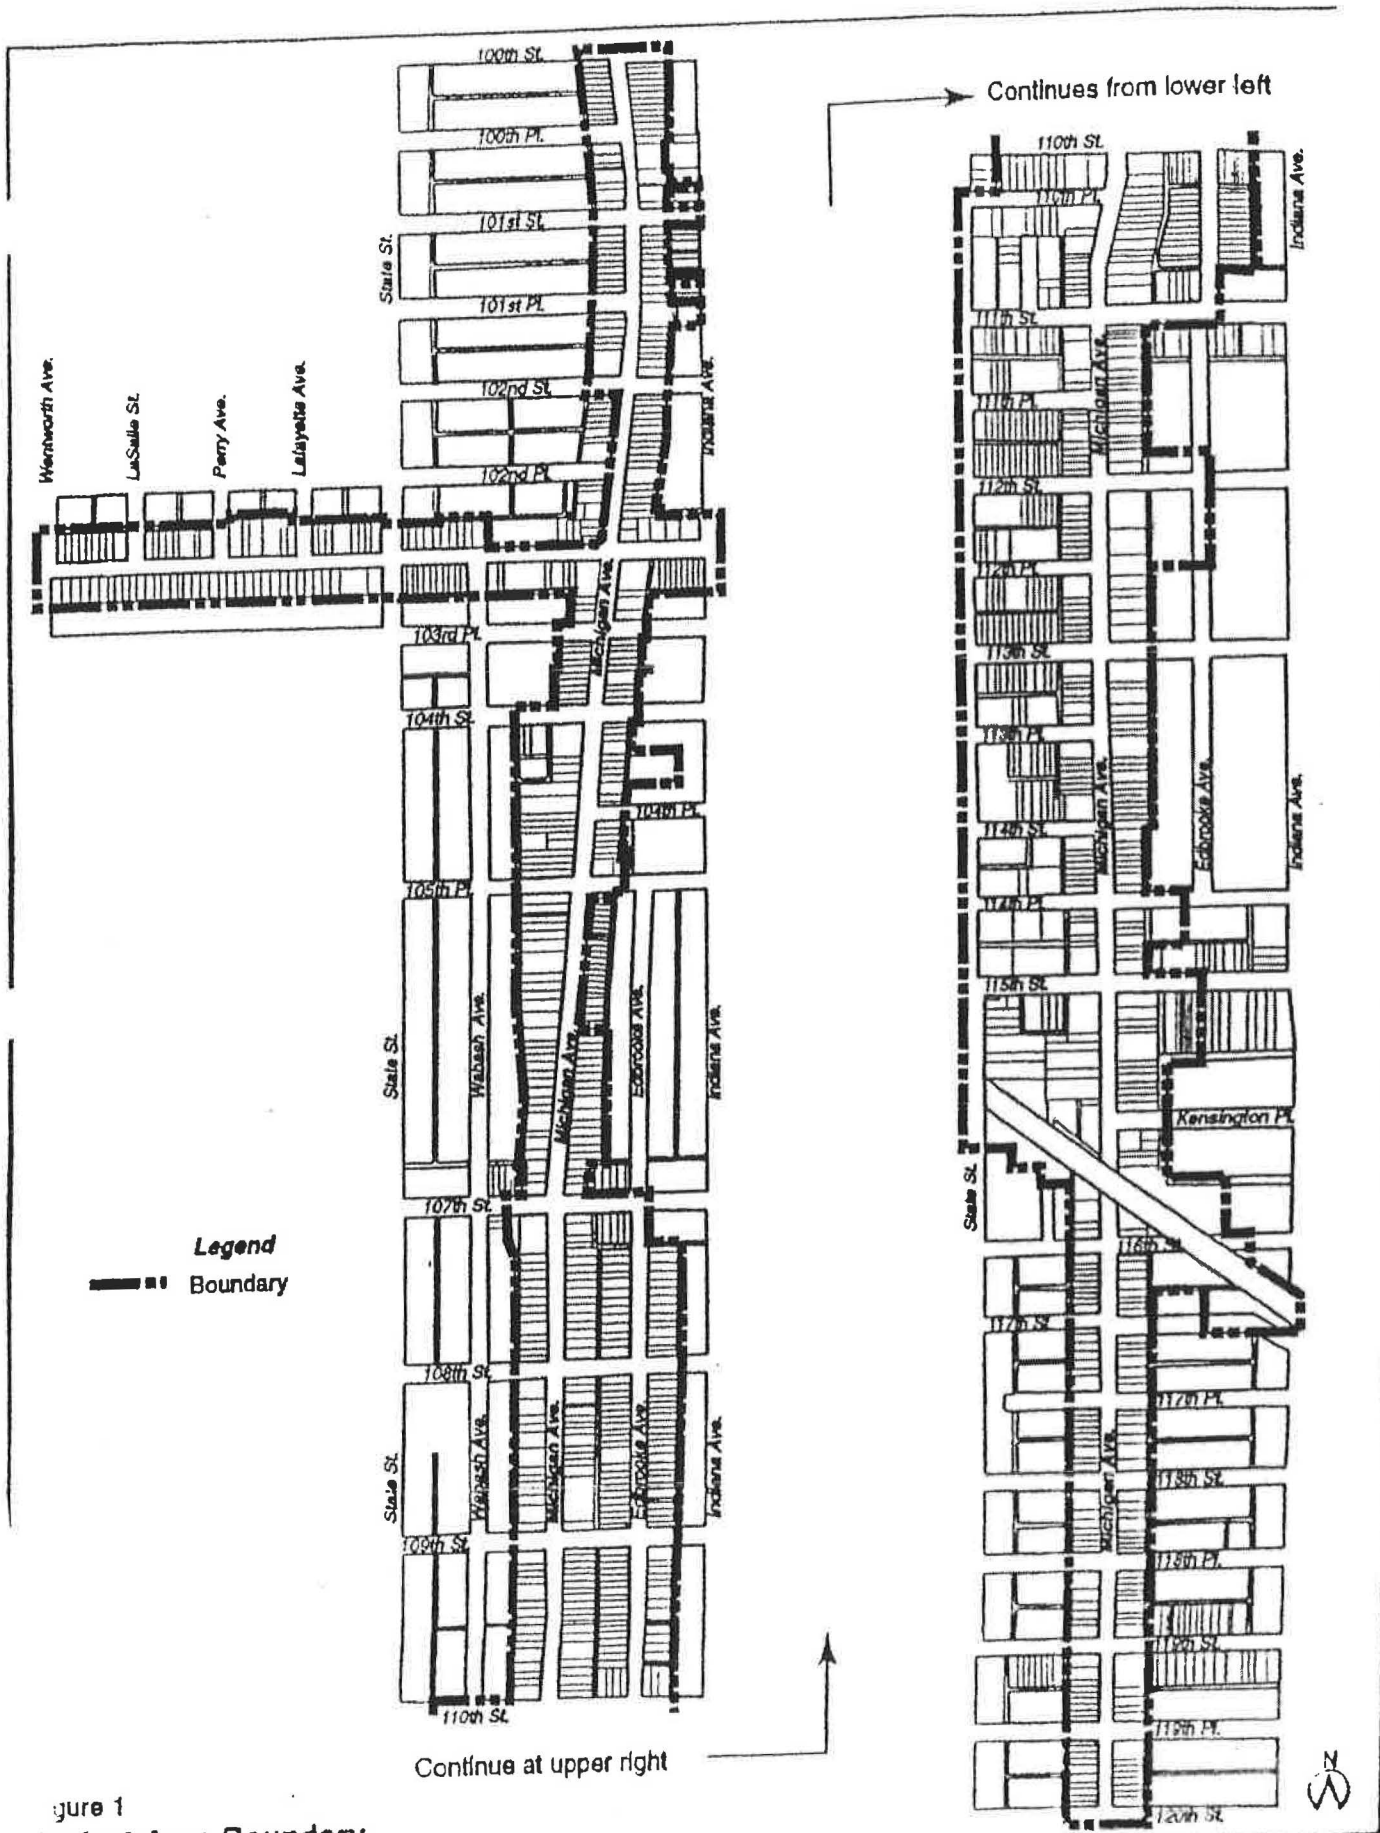 100th St.
100th Pl.
101st St.
State St.
101st Pl.
102nd St.
Indiana Ave.
Wentworth Ave.
LaSalle St.
Perry Ave.
Lafayette Ave.
102nd Pl.
Michigan Ave.
103rd Pl.
104th St.
104th Pl.
105th Pl.
State St.
Wabash Ave.
Michigan Ave.
Edbrooke Ave.
Indiana Ave.
107th St.
Legend
Boundary
108th St.
State St.
Wabash Ave.
Michigan Ave.
Edbrooke Ave.
Indiana Ave.
109th St.
110th St.
Continue at upper right
Continues from lower left
110th St.
110th Pl.
Indiana Ave.
111th St.
Michigan Ave.
111th Pl.
112th St.
112th Pl.
113th St.
113th Pl.
Michigan Ave.
Edbrooke Ave.
Indiana Ave.
114th St.
114th Pl.
115th St.
Kensington Pl.
State St.
116th St.
117th St.
117th Pl.
Michigan Ave.
118th St.
118th Pl.
119th St.
119th Pl.
N
120th St.
gure 1
Boundary